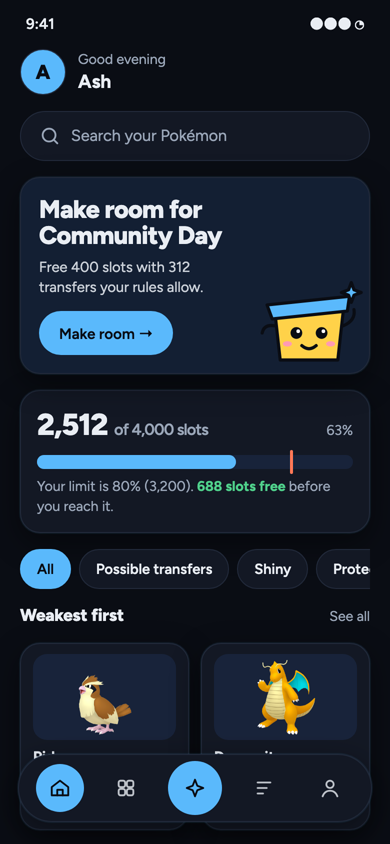 9:41
Good evening
A
Ash
Search your Pokémon
Make room for
Community Day
Free 400 slots with 312
transfers your rules allow.
Make room →
2,512 of 4,000 slots
63%
Your limit is 80% (3,200). 688 slots free before
you reach it.
All
Possible transfers
Shiny
Prote
Weakest first
See all